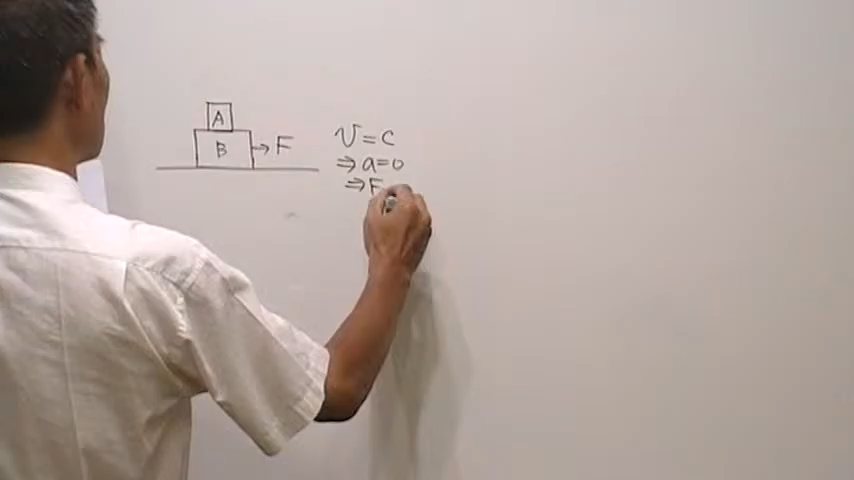 A
B → F
V = c
⇒ a = 0
⇒ F